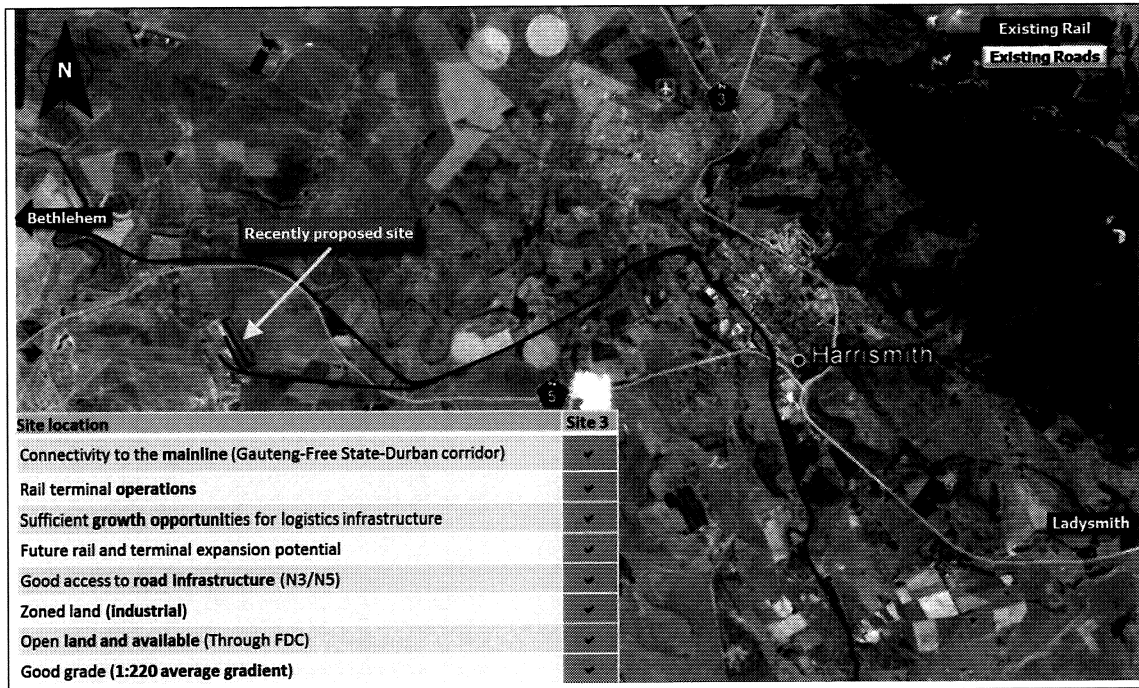 Existing Rail
Existing Roads
N
3
Bethlehem
Recently proposed site
Harrismith
5
Ladysmith
Site location Site 3
Connectivity to the mainline (Gauteng-Free State-Durban corridor) ✓
Rail terminal operations ✓
Sufficient growth opportunities for logistics infrastructure ✓
Future rail and terminal expansion potential ✓
Good access to road infrastructure (N3/N5) ✓
Zoned land (industrial) ✓
Open land and available (Through FDC) ✓
Good grade (1:220 average gradient) ✓